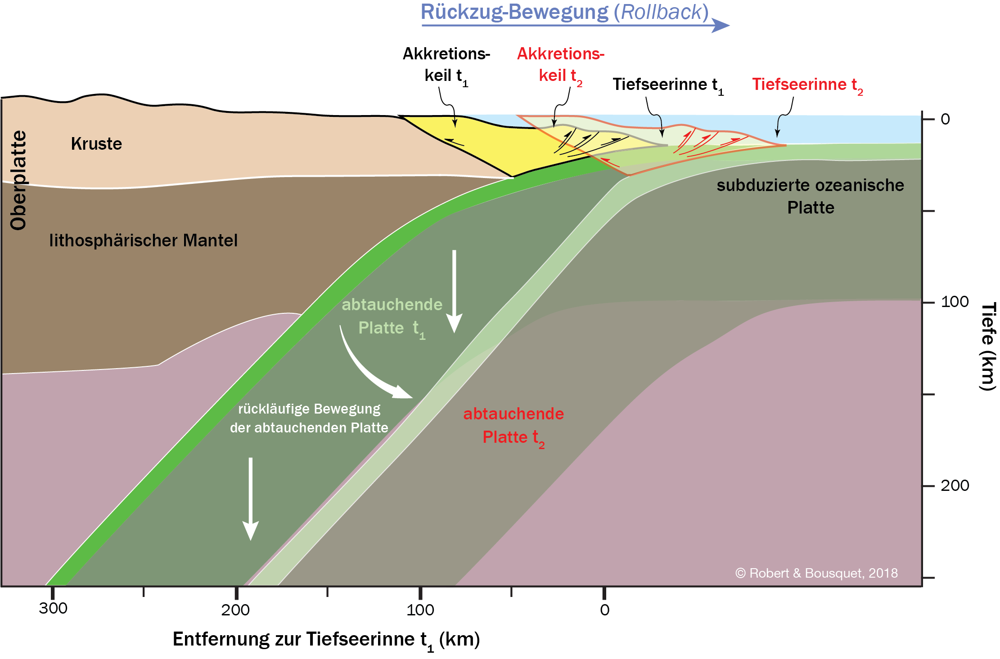 Rückzug-Bewegung (Rollback)
Akkretions-
keil t1
Akkretions-
keil t2
Tiefseerinne t1
Tiefseerinne t2
Oberplatte
Kruste
lithosphärischer Mantel
subduzierte ozeanische
Platte
abtauchende
Platte t1
rückläufige Bewegung
der abtauchenden Platte
abtauchende
Platte t2
© Robert & Bousquet, 2018
0
100
200
Tiefe (km)
300
200
100
0
Entfernung zur Tiefseerinne t1 (km)